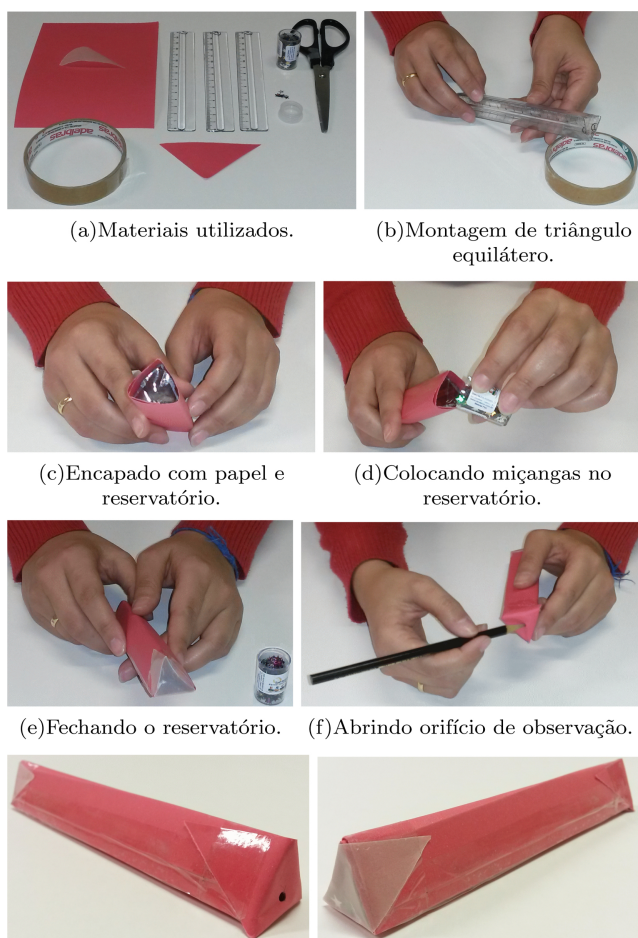 adelbras
(a)Materiais utilizados.
(b)Montagem de triângulo
equilátero.
(c)Encapado com papel e
reservatório.
(d)Colocando miçangas no
reservatório.
(e)Fechando o reservatório.
(f)Abrindo orifício de observação.